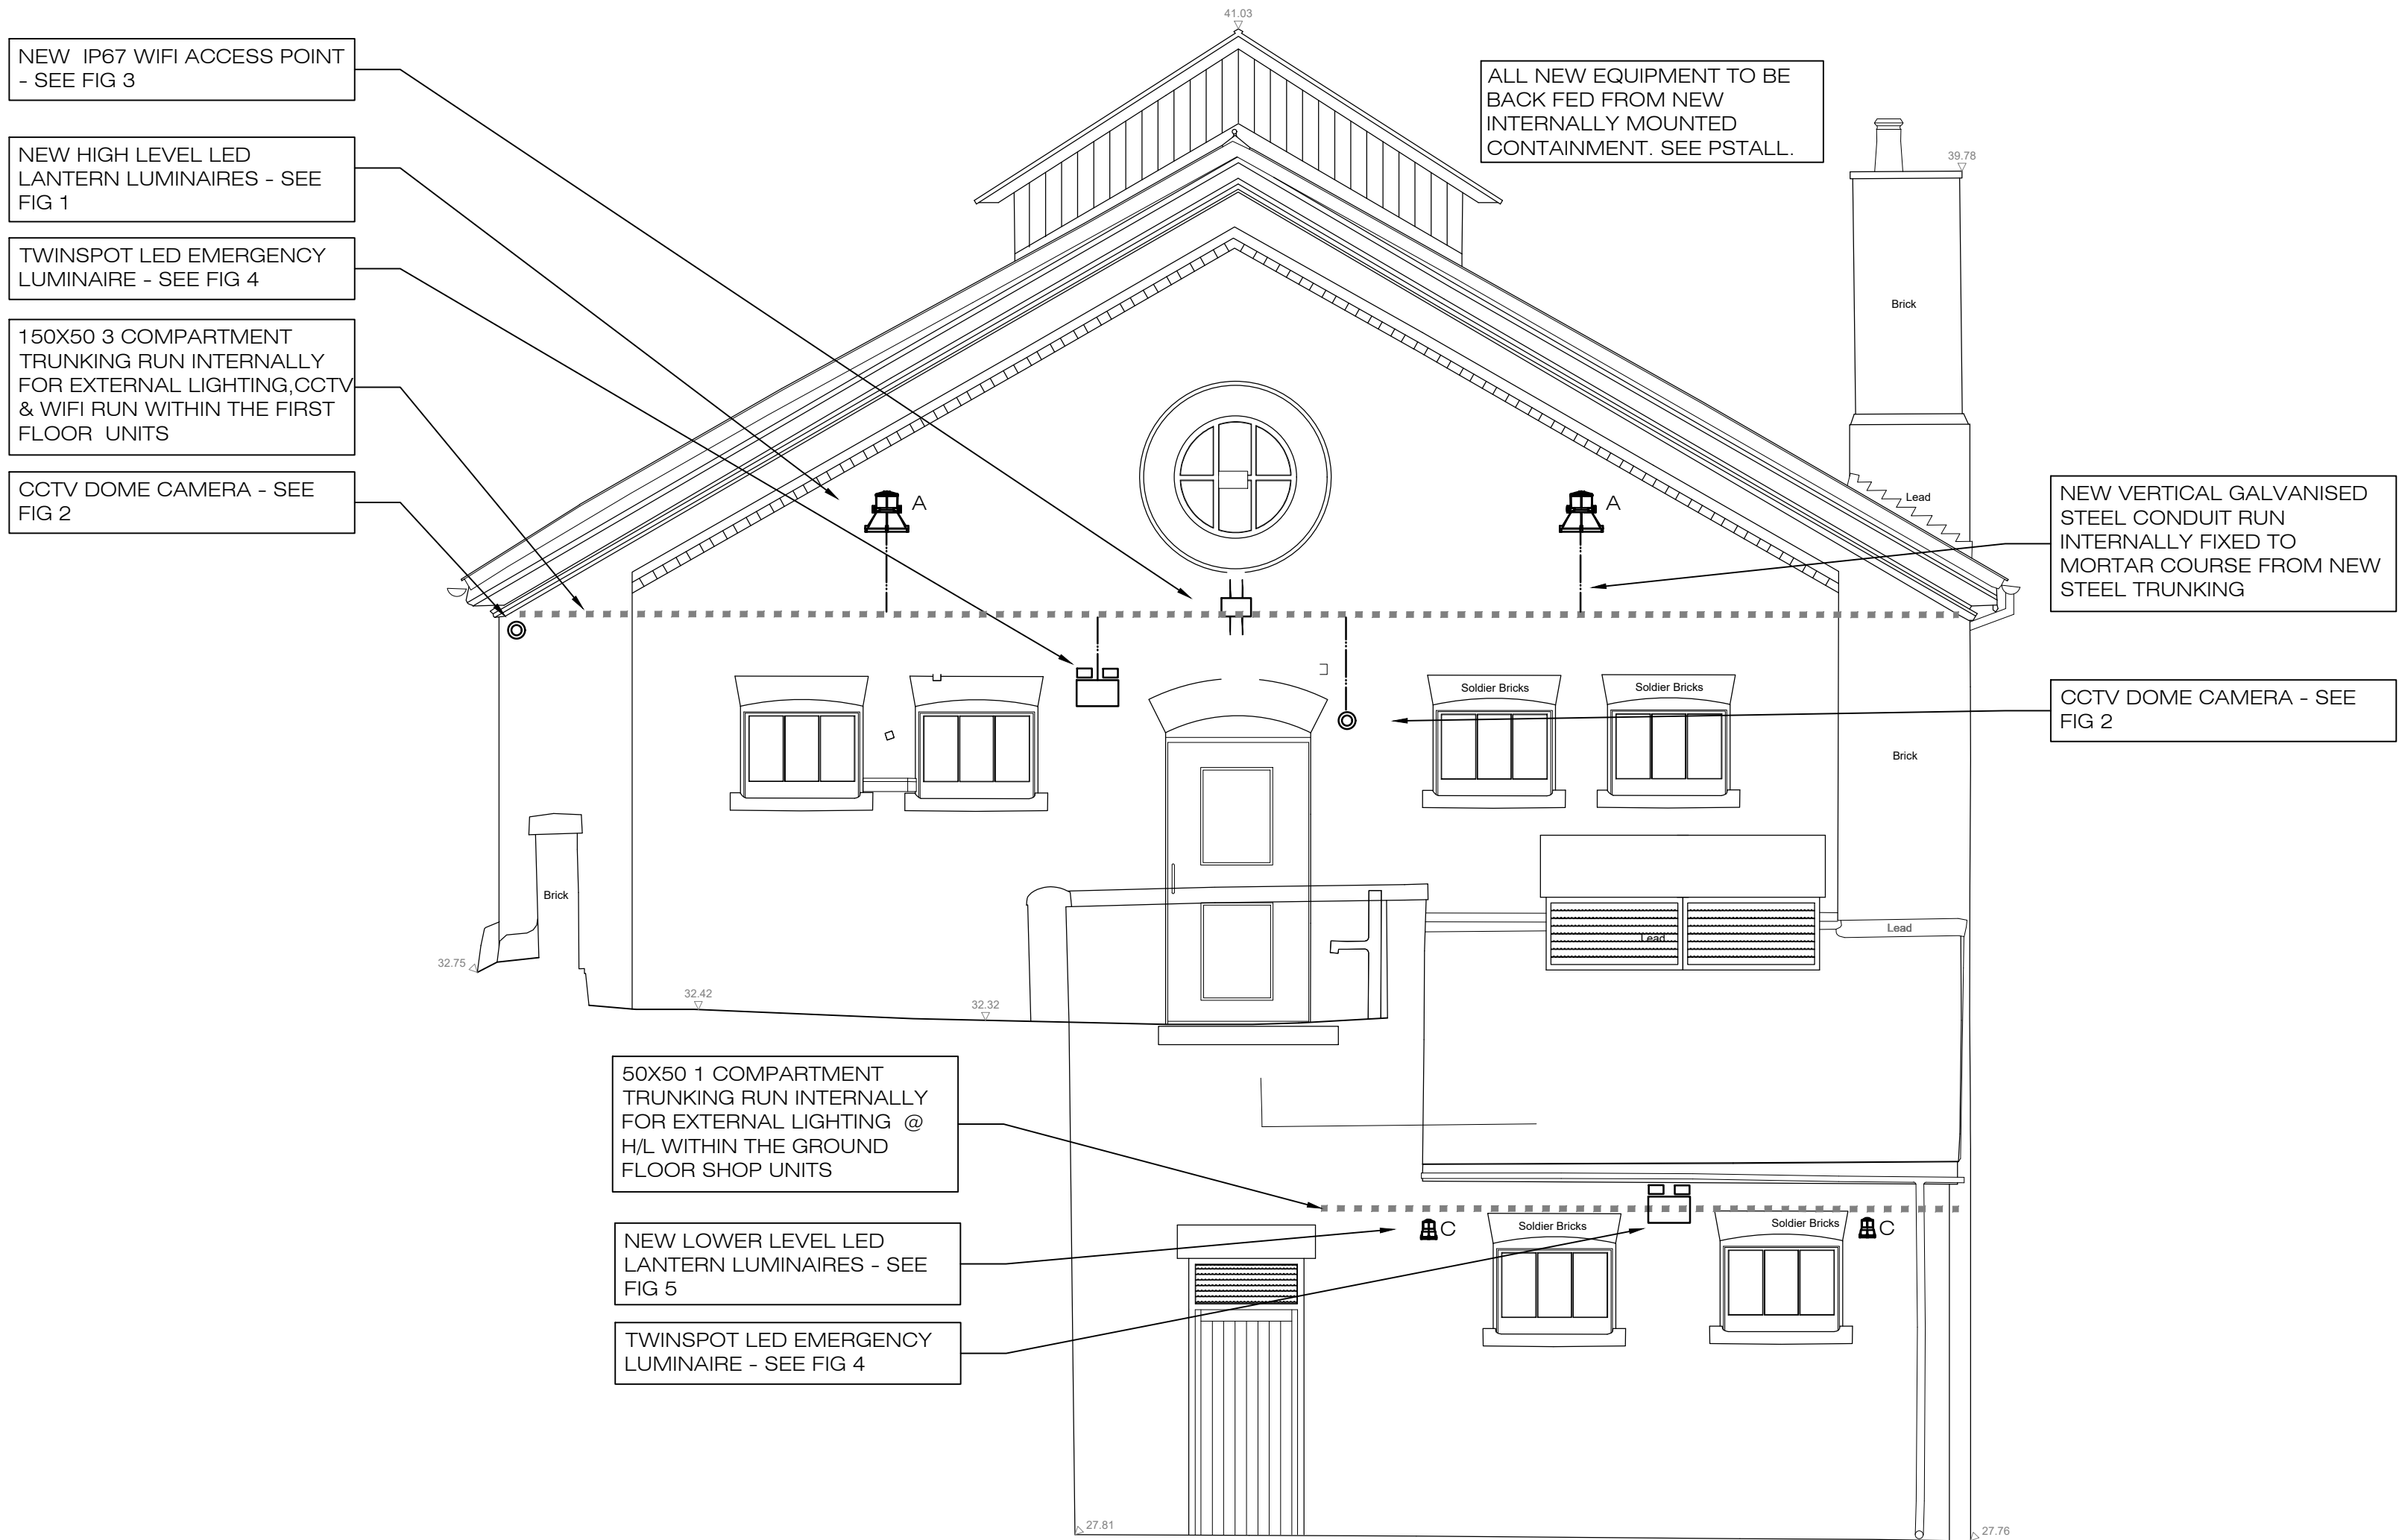 41.03
NEW  IP67 WIFI ACCESS POINT
- SEE FIG 3
ALL NEW EQUIPMENT TO BE
BACK FED FROM NEW
INTERNALLY MOUNTED
CONTAINMENT. SEE PSTALL.
NEW HIGH LEVEL LED
LANTERN LUMINAIRES - SEE
FIG 1
39.78
TWINSPOT LED EMERGENCY
LUMINAIRE - SEE FIG 4
Brick
150X50 3 COMPARTMENT
TRUNKING RUN INTERNALLY
FOR EXTERNAL LIGHTING,CCTV
& WIFI RUN WITHIN THE FIRST
FLOOR  UNITS
CCTV DOME CAMERA - SEE
FIG 2
A
A
Lead
NEW VERTICAL GALVANISED
STEEL CONDUIT RUN
INTERNALLY FIXED TO
MORTAR COURSE FROM NEW
STEEL TRUNKING
Soldier Bricks
Soldier Bricks
CCTV DOME CAMERA - SEE
FIG 2
Brick
Brick
Lead
Lead
32.75
32.42
32.32
50X50 1 COMPARTMENT
TRUNKING RUN INTERNALLY
FOR EXTERNAL LIGHTING  @
H/L WITHIN THE GROUND
FLOOR SHOP UNITS
C
Soldier Bricks
Soldier Bricks
C
NEW LOWER LEVEL LED
LANTERN LUMINAIRES - SEE
FIG 5
TWINSPOT LED EMERGENCY
LUMINAIRE - SEE FIG 4
27.81
27.76